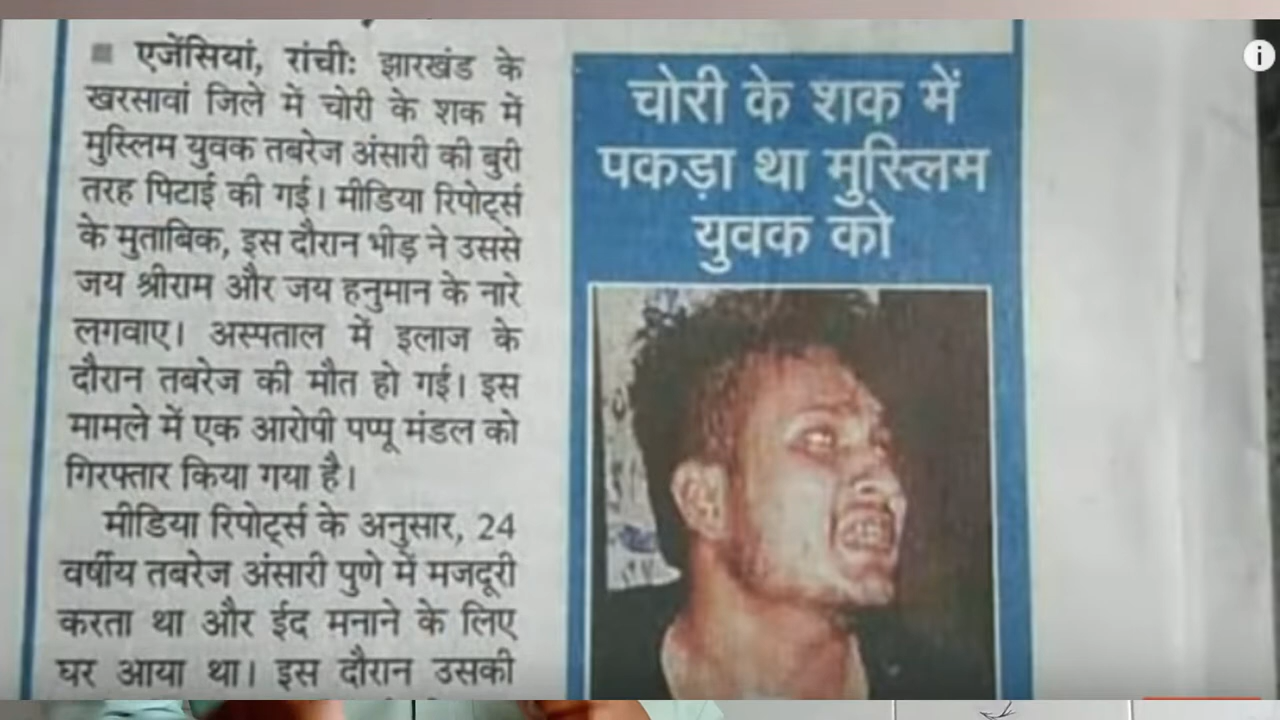 एजेंसियां, रांची: झारखंड के
खरसावां जिले में चोरी के शक में
मुस्लिम युवक तबरेज अंसारी की बुरी
तरह पिटाई की गई। मीडिया रिपोर्ट्स
के मुताबिक, इस दौरान भीड़ ने उससे
जय श्रीराम और जय हनुमान के नारे
लगवाए। अस्पताल में इलाज के
दौरान तबरेज की मौत हो गई। इस
मामले में एक आरोपी पप्पू मंडल को
गिरफ्तार किया गया है।
मीडिया रिपोर्ट्स के अनुसार, 24
वर्षीय तबरेज अंसारी पुणे में मजदूरी
करता था और ईद मनाने के लिए
घर आया था। इस दौरान उसकी
चोरी के शक में
पकड़ा था मुस्लिम
युवक को